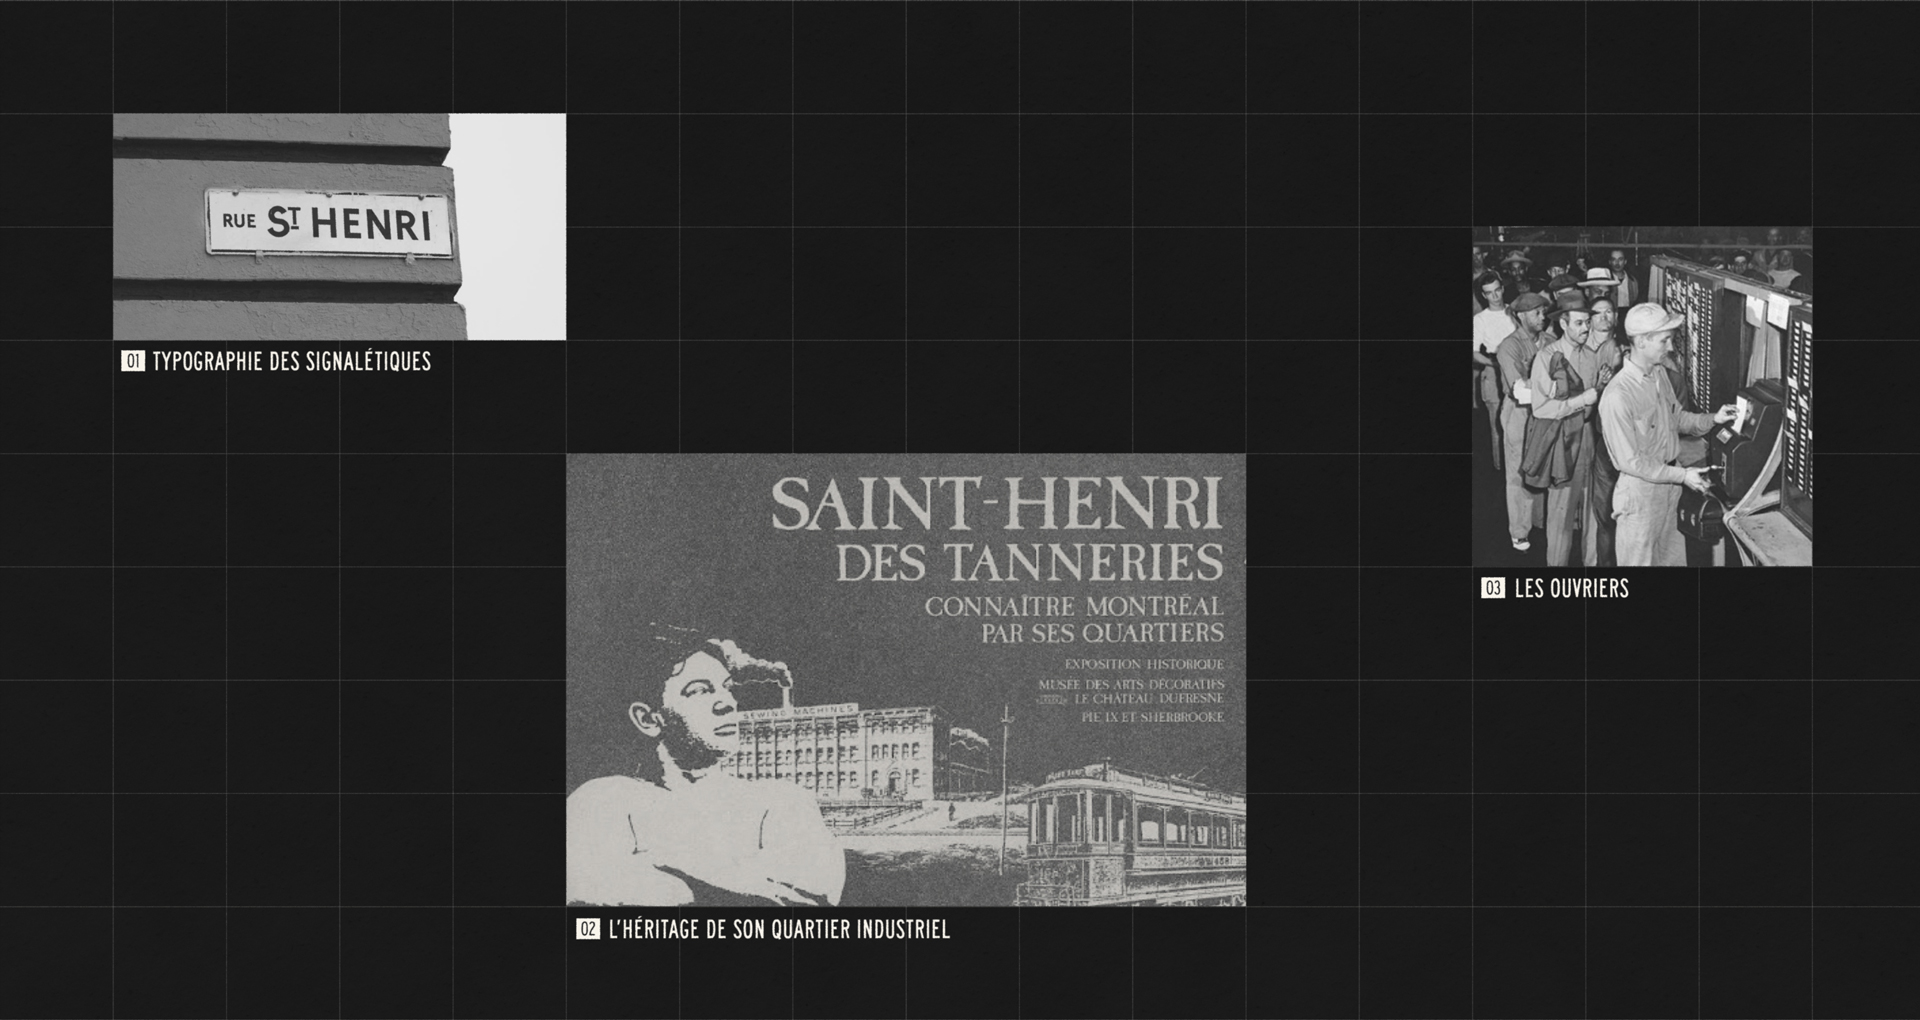 RUE ST HENRI
01 TYPOGRAPHIE DES SIGNALÉTIQUES
SAINT-HENRI
DES TANNERIES
CONNAÎTRE MONTRÉAL
PAR SES QUARTIERS
EXPOSITION HISTORIQUE
MUSÉE DES ARTS DÉCORATIFS
LE CHÂTEAU DUFRESNE
PIE IX ET SHERBROOKE
SEWING MACHINES
02 L'HÉRITAGE DE SON QUARTIER INDUSTRIEL
03 LES OUVRIERS